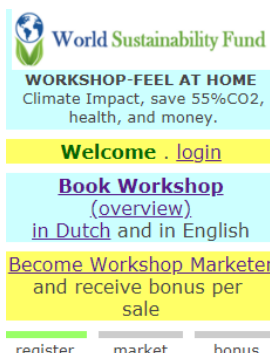 World Sustainability Fund
WORKSHOP-FEEL AT HOME
Climate Impact, save 55%CO2,
health, and money.
Welcome . login
Book Workshop
(overview)
in Dutch and in English
Become Workshop Marketer
and receive bonus per
sale
register market bonus